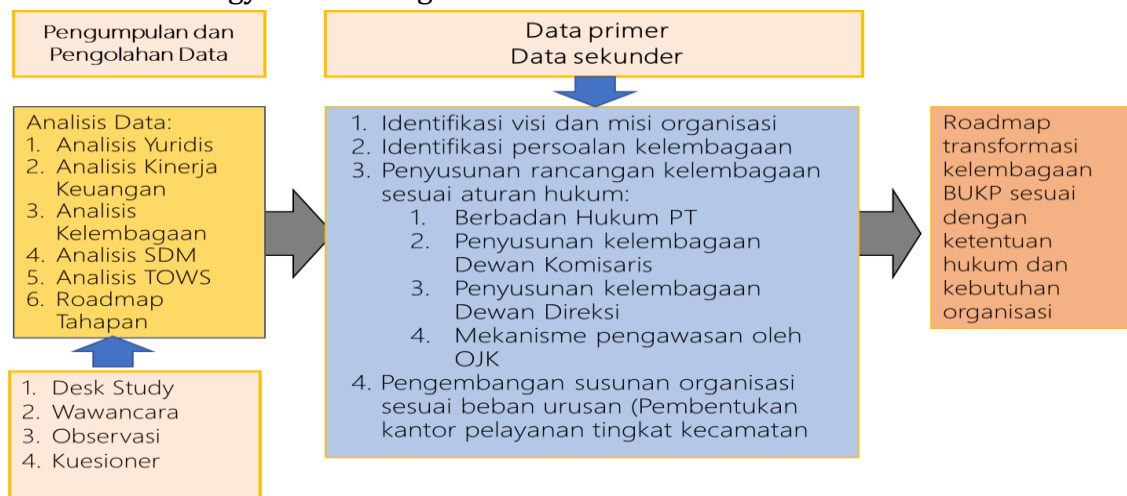 Pengumpulan dan
Pengolahan Data
Data primer
Data sekunder
Analisis Data:
1. Analisis Yuridis
2. Analisis Kinerja
Keuangan
3. Analisis
Kelembagaan
4. Analisis SDM
5. Analisis TOWS
6. Roadmap
Tahapan
1. Desk Study
2. Wawancara
3. Observasi
4. Kuesioner
1. Identifikasi visi dan misi organisasi
2. Identifikasi persoalan kelembagaan
3. Penyusunan rancangan kelembagaan
sesuai aturan hukum:
1. Berbadan Hukum PT
2. Penyusunan kelembagaan
Dewan Komisaris
3. Penyusunan kelembagaan
Dewan Direksi
4. Mekanisme pengawasan oleh
OJK
4. Pengembangan susunan organisasi
sesuai beban urusan (Pembentukan
kantor pelayanan tingkat kecamatan
Roadmap
transformasi
kelembagaan
BUKP sesuai
dengan
ketentuan
hukum dan
kebutuhan
organisasi